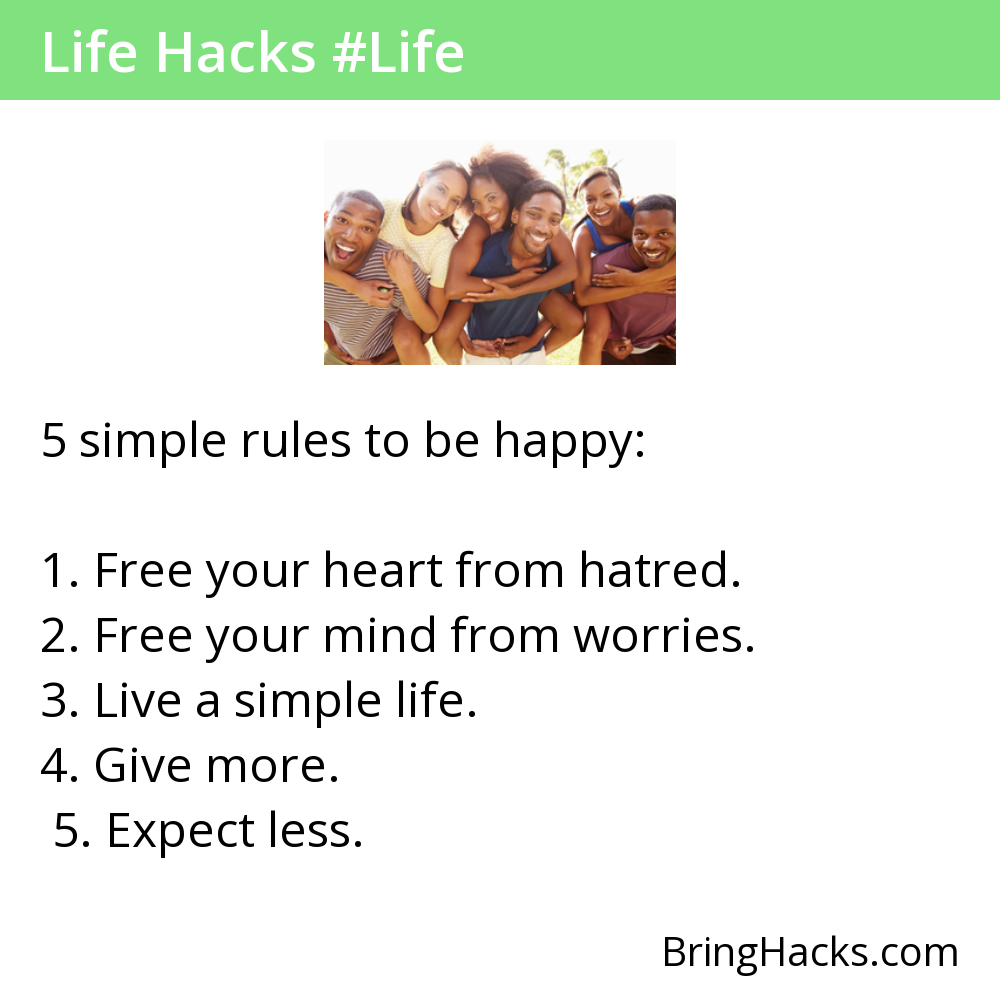 Life Hacks #Life
5 simple rules to be happy:
1. Free your heart from hatred.
2. Free your mind from worries.
3. Live a simple life.
4. Give more.
5. Expect less.
BringHacks.com